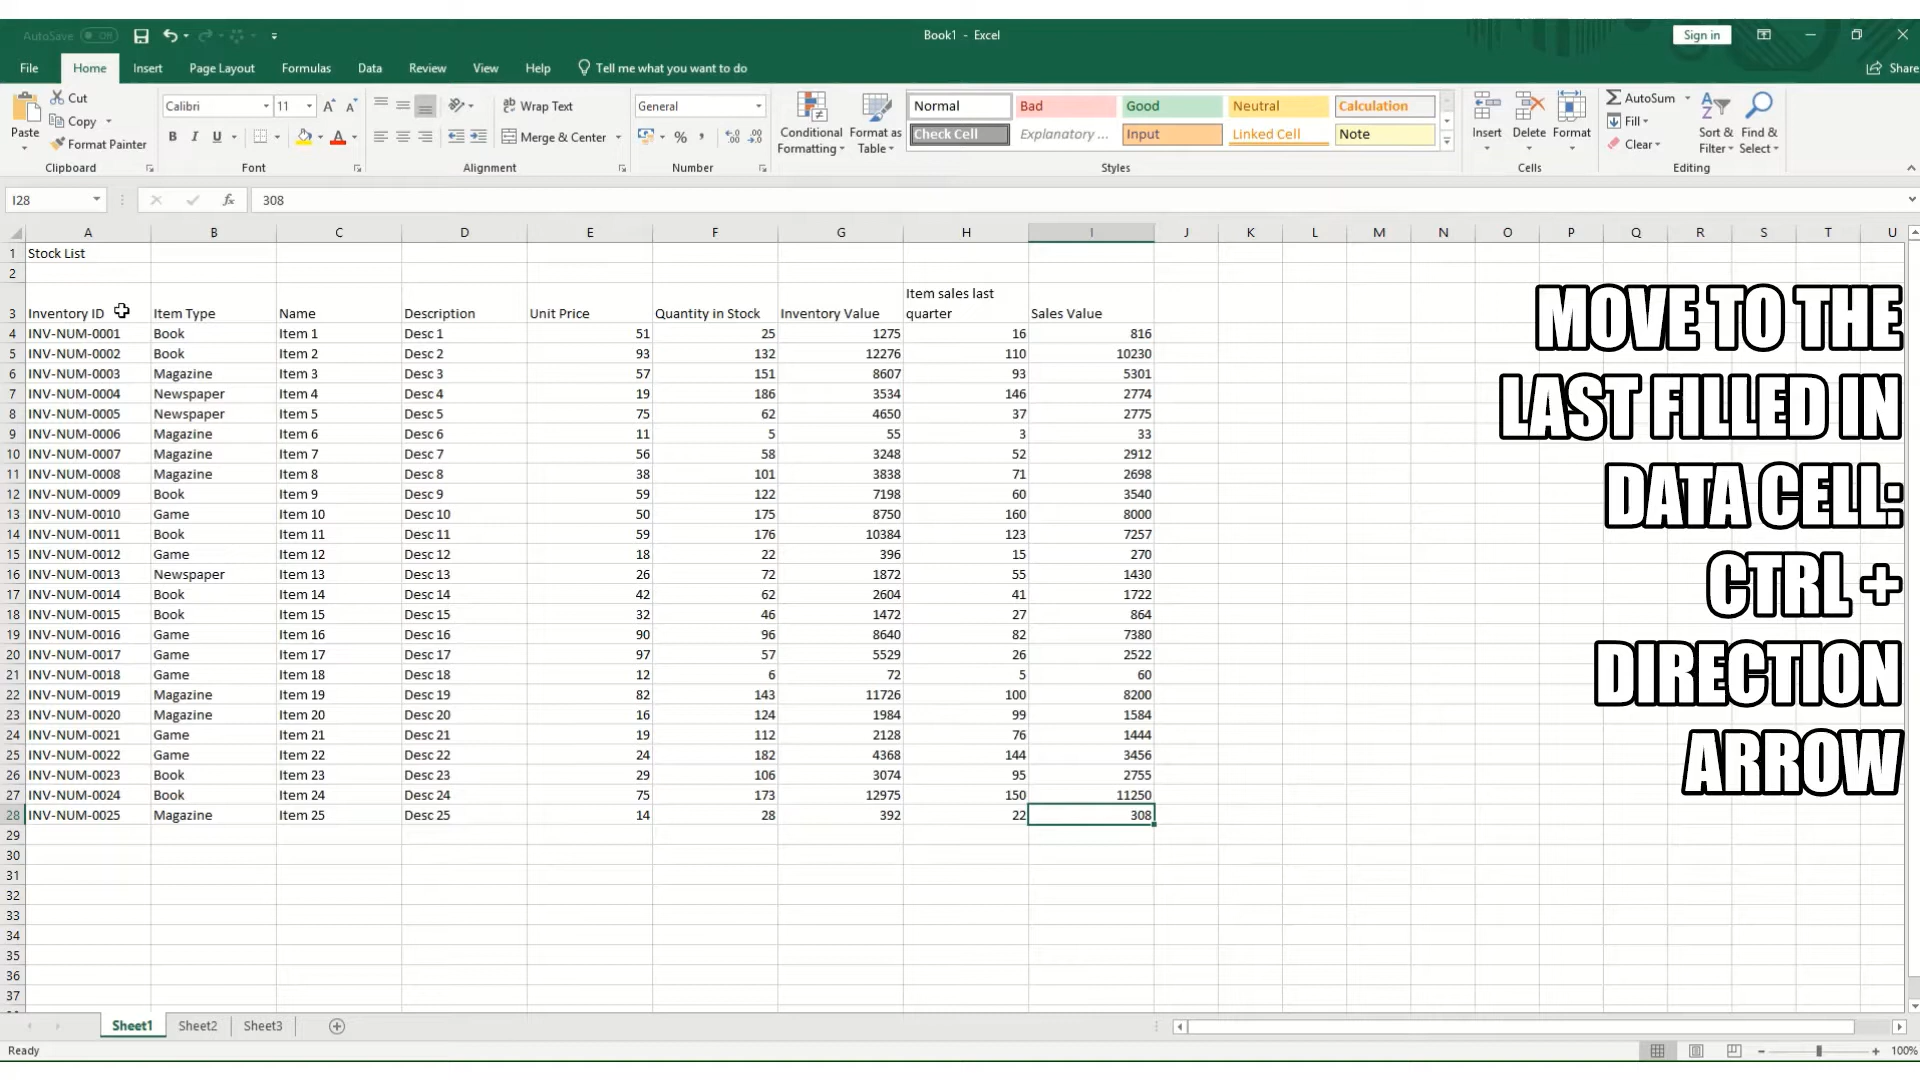 AutoSave Off
Book1 - Excel
Sign in
File Home Insert Page Layout Formulas Data Review View Help Tell me what you want to do Share
Paste
Cut
Copy
Format Painter
Clipboard
Calibri 11
B I U
Font
Wrap Text
Merge & Center
Alignment
General
%
Number
Conditional Formatting
Format as Table
Normal Bad Good Neutral Calculation
Check Cell Explanatory ... Input Linked Cell Note
Styles
Insert Delete Format
Cells
AutoSum
Fill
Clear
Sort & Filter
Find & Select
Editing
I28 fx 308
A B C D E F G H I J K L M N O P Q R S T U
1 Stock List
2
3 Inventory ID Item Type Name Description Unit Price Quantity in Stock Inventory Value Item sales last quarter Sales Value
4 INV-NUM-0001 Book Item 1 Desc 1 51 25 1275 16 816
5 INV-NUM-0002 Book Item 2 Desc 2 93 132 12276 110 10230
6 INV-NUM-0003 Magazine Item 3 Desc 3 57 151 8607 93 5301
7 INV-NUM-0004 Newspaper Item 4 Desc 4 19 186 3534 146 2774
8 INV-NUM-0005 Newspaper Item 5 Desc 5 75 62 4650 37 2775
9 INV-NUM-0006 Magazine Item 6 Desc 6 11 5 55 3 33
10 INV-NUM-0007 Magazine Item 7 Desc 7 56 58 3248 52 2912
11 INV-NUM-0008 Magazine Item 8 Desc 8 38 101 3838 71 2698
12 INV-NUM-0009 Book Item 9 Desc 9 59 122 7198 60 3540
13 INV-NUM-0010 Game Item 10 Desc 10 50 175 8750 160 8000
14 INV-NUM-0011 Book Item 11 Desc 11 59 176 10384 123 7257
15 INV-NUM-0012 Game Item 12 Desc 12 18 22 396 15 270
16 INV-NUM-0013 Newspaper Item 13 Desc 13 26 72 1872 55 1430
17 INV-NUM-0014 Book Item 14 Desc 14 42 62 2604 41 1722
18 INV-NUM-0015 Book Item 15 Desc 15 32 46 1472 27 864
19 INV-NUM-0016 Game Item 16 Desc 16 90 96 8640 82 7380
20 INV-NUM-0017 Game Item 17 Desc 17 97 57 5529 26 2522
21 INV-NUM-0018 Game Item 18 Desc 18 12 6 72 5 60
22 INV-NUM-0019 Magazine Item 19 Desc 19 82 143 11726 100 8200
23 INV-NUM-0020 Magazine Item 20 Desc 20 16 124 1984 99 1584
24 INV-NUM-0021 Game Item 21 Desc 21 19 112 2128 76 1444
25 INV-NUM-0022 Game Item 22 Desc 22 24 182 4368 144 3456
26 INV-NUM-0023 Book Item 23 Desc 23 29 106 3074 95 2755
27 INV-NUM-0024 Book Item 24 Desc 24 75 173 12975 150 11250
28 INV-NUM-0025 Magazine Item 25 Desc 25 14 28 392 22 308
29
30
31
32
33
34
35
36
37
MOVE TO THE
LAST FILLED IN
DATA CELL:
CTRL +
DIRECTION
ARROW
Sheet1 Sheet2 Sheet3
Ready
100%